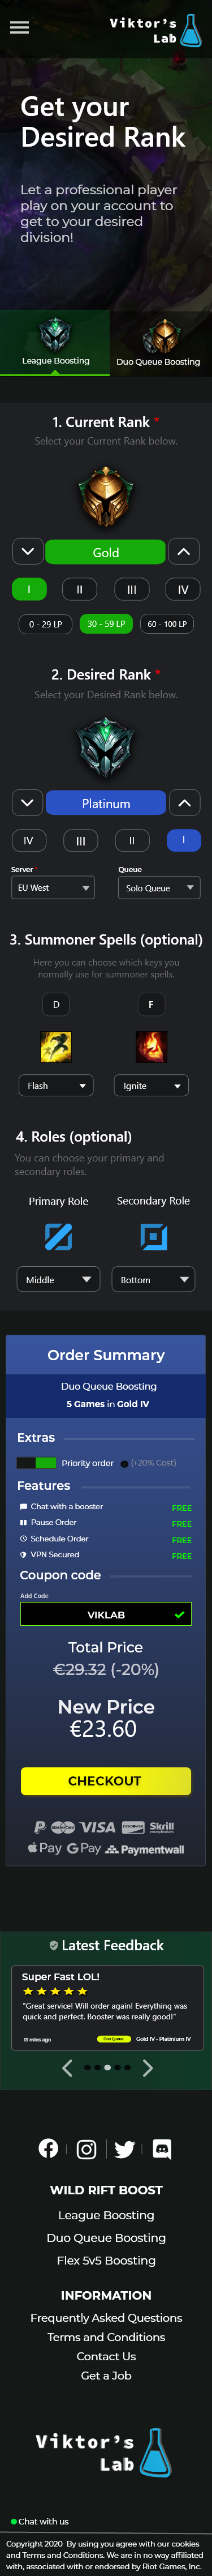 Viktor's
Lab
Get your
Desired Rank
Let a professional player
play on your account to
get to your desired
division!
League Boosting
Duo Queue Boosting
1. Current Rank *
Select your Current Rank below.
Gold
I II III IV
0 - 29 LP 30 - 59 LP 60 - 100 LP
2. Desired Rank *
Select your Desired Rank below.
Platinum
IV III II I
Server * Queue
EU West Solo Queue
3. Summoner Spells (optional)
Here you can choose which keys you
normally use for summoner spells.
D F
Flash Ignite
4. Roles (optional)
You can choose your primary and
secondary roles.
Primary Role Secondary Role
Middle Bottom
Order Summary
Duo Queue Boosting
5 Games in Gold IV
Extras
Priority order (+20% Cost)
Features
Chat with a booster FREE
Pause Order FREE
Schedule Order FREE
VPN Secured FREE
Coupon code
Add Code
VIKLAB
Total Price
€29.32 (-20%)
New Price
€23.60
CHECKOUT
VISA Skrill
Pay G Pay Paymentwall
Latest Feedback
Super Fast LOL!
"Great service! Will order again! Everything was
quick and perfect. Booster was really good!"
13 mins ago Duo Queue Gold IV - Platinium IV
WILD RIFT BOOST
League Boosting
Duo Queue Boosting
Flex 5v5 Boosting
INFORMATION
Frequently Asked Questions
Terms and Conditions
Contact Us
Get a Job
Viktor's
Lab
Chat with us
Copyright 2020 By using you agree with our cookies
and Terms and Conditions. We are in no way affiliated
with, associated with or endorsed by Riot Games, Inc.